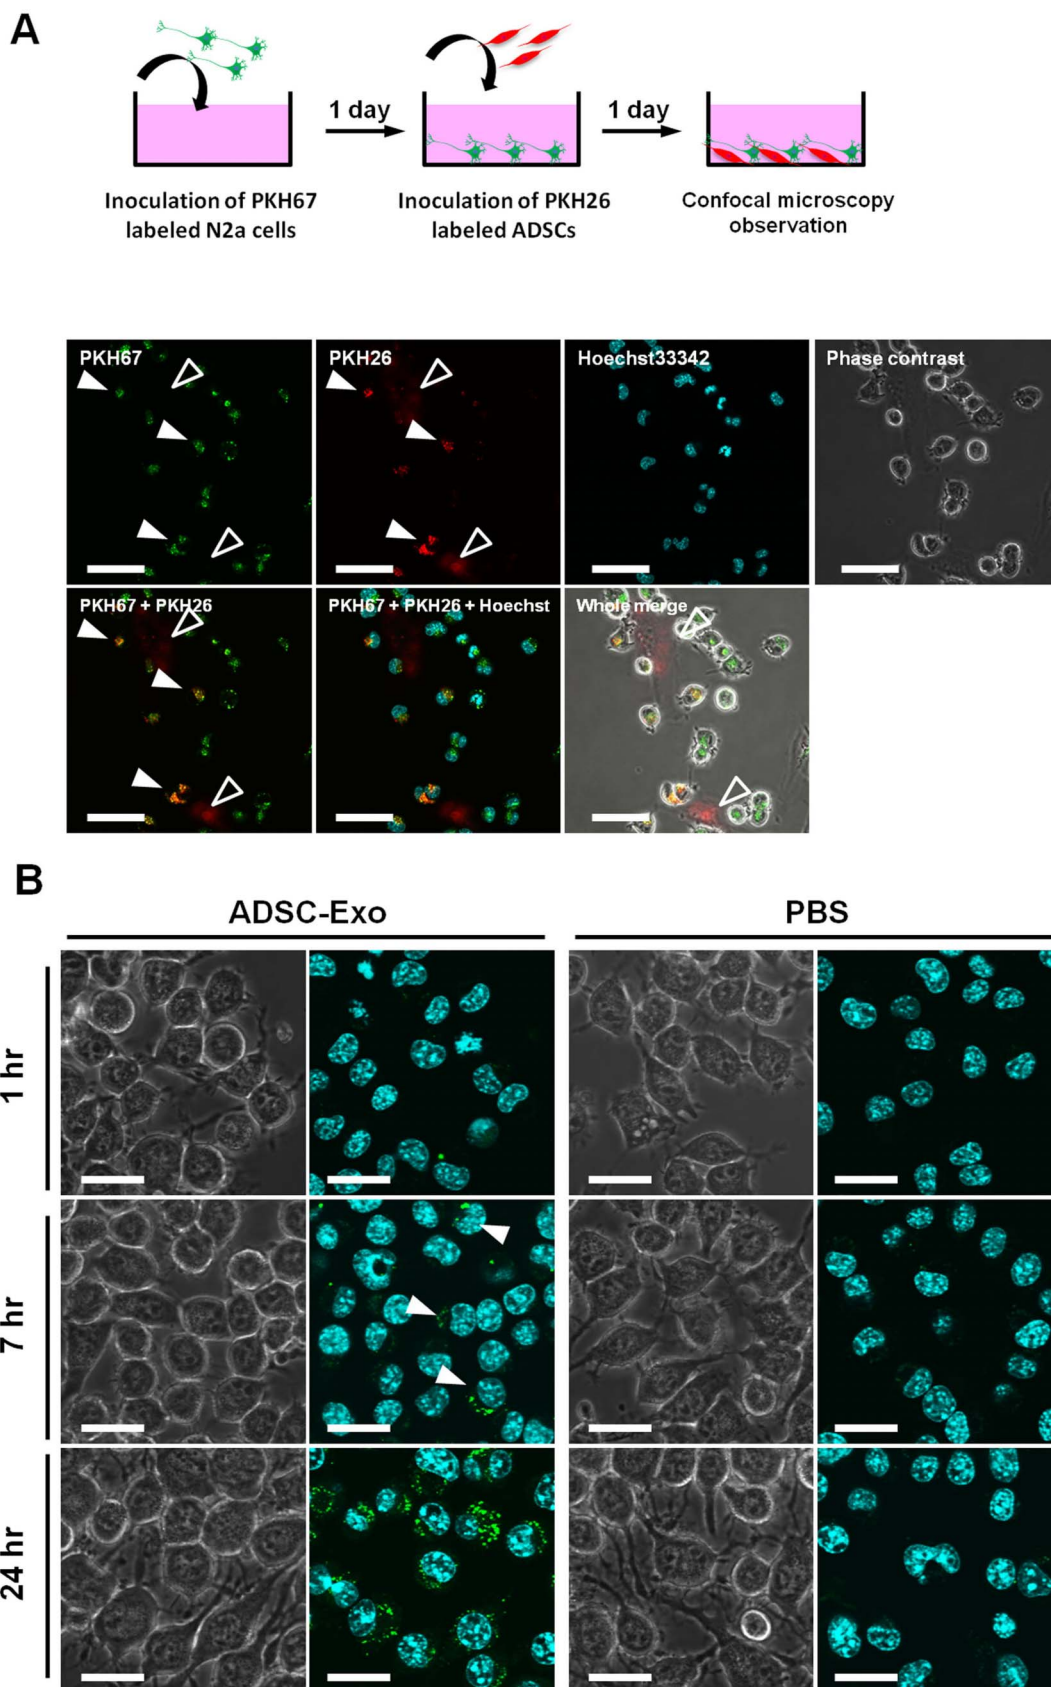 A
1 day
1 day
Inoculation of PKH67
labeled N2a cells
Inoculation of PKH26
labeled ADSCs
Confocal microscopy
observation
PKH67
PKH26
Hoechst33342
Phase contrast
PKH67 + PKH26
PKH67 + PKH26 + Hoechst
Whole merge
B
ADSC-Exo
PBS
1 hr
7 hr
24 hr